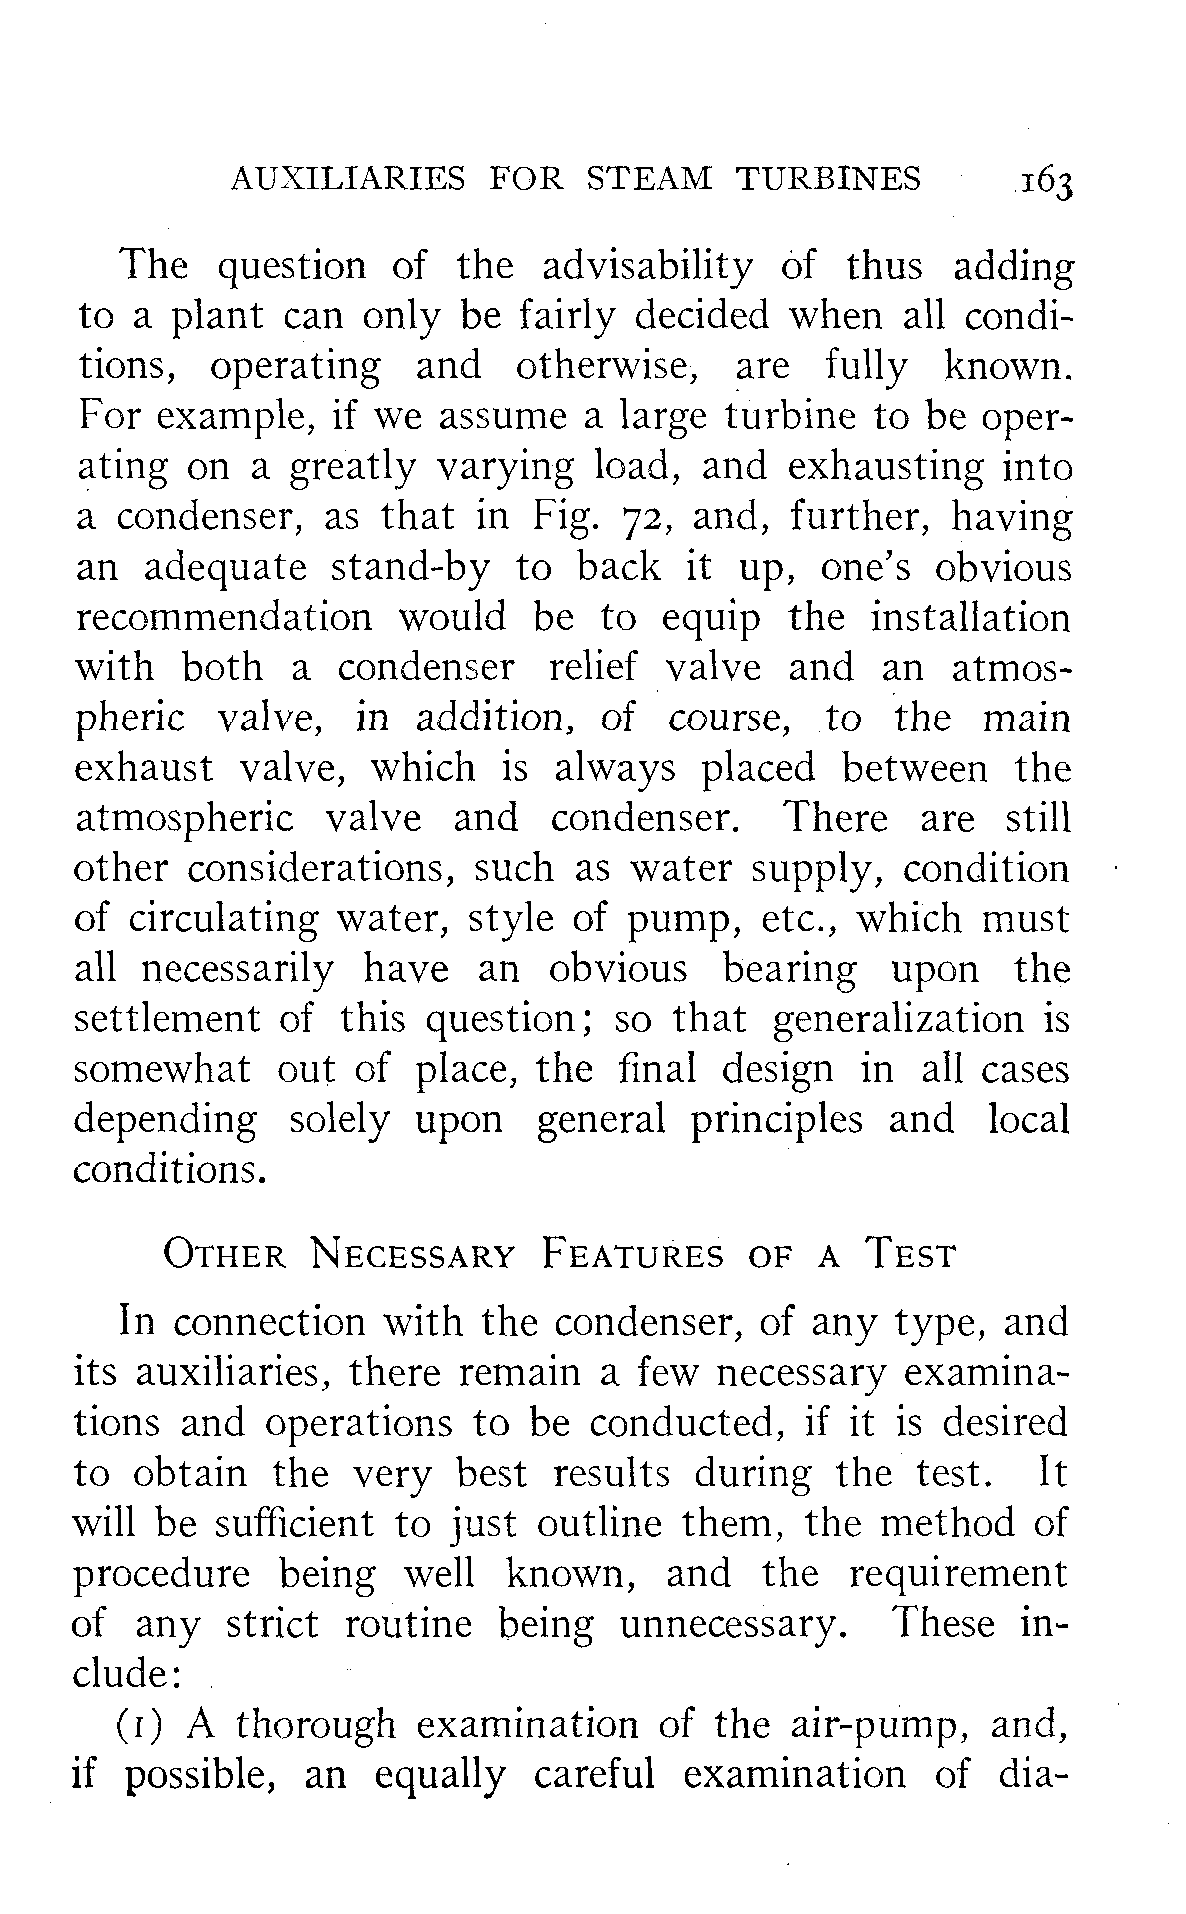 AUXILIARIES FOR STEAM TURBINES 163
The question of the advisability of thus adding
to a plant can only be fairly decided when all condi-
tions, operating and otherwise, are fully known.
For example, if we assume a large turbine to be oper-
ating on a greatly varying load, and exhausting into
a condenser, as that in Fig. 72, and, further, having
an adequate stand-by to back it up, one's obvious
recommendation would be to equip the installation
with both a condenser relief valve and an atmos-
pheric valve, in addition, of course, to the main
exhaust valve, which is always placed between the
atmospheric valve and condenser. There are still
other considerations, such as water supply, condition
of circulating water, style of pump, etc., which must
all necessarily have an obvious bearing upon the
settlement of this question; so that generalization is
somewhat out of place, the final design in all cases
depending solely upon general principles and local
conditions.
OTHER NECESSARY FEATURES OF A TEST
In connection with the condenser, of any type, and
its auxiliaries, there remain a few necessary examina-
tions and operations to be conducted, if it is desired
to obtain the very best results during the test. It
will be sufficient to just outline them, the method of
procedure being well known, and the requirement
of any strict routine being unnecessary. These in-
clude:
(1) A thorough examination of the air-pump, and,
if possible, an equally careful examination of dia-